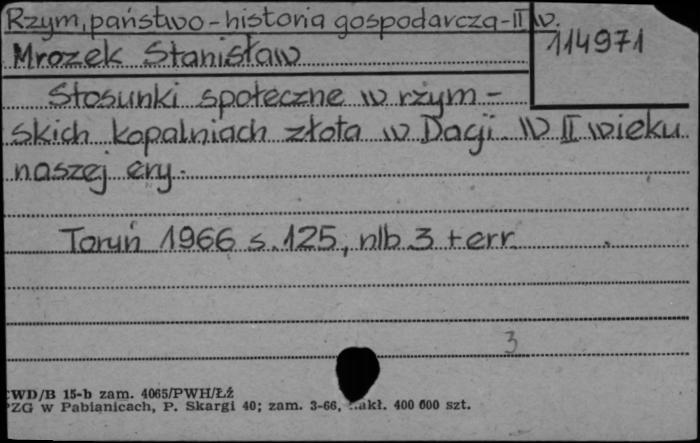 Rzym, państwo - historia gospodarcza - II w.
114971
Mrozek Stanisław
Stosunki społeczne w rzym-
skich kopalniach złota w Dacji w II wieku
naszej ery.
Toruń 1966 s. 125, nlb 3 + err
3
WD/B 15-b zam. 4065/PWH/ŁŹ
PZG w Pabianicach, P. Skargi 40; zam. 3-66, nakł. 400 000 szt.